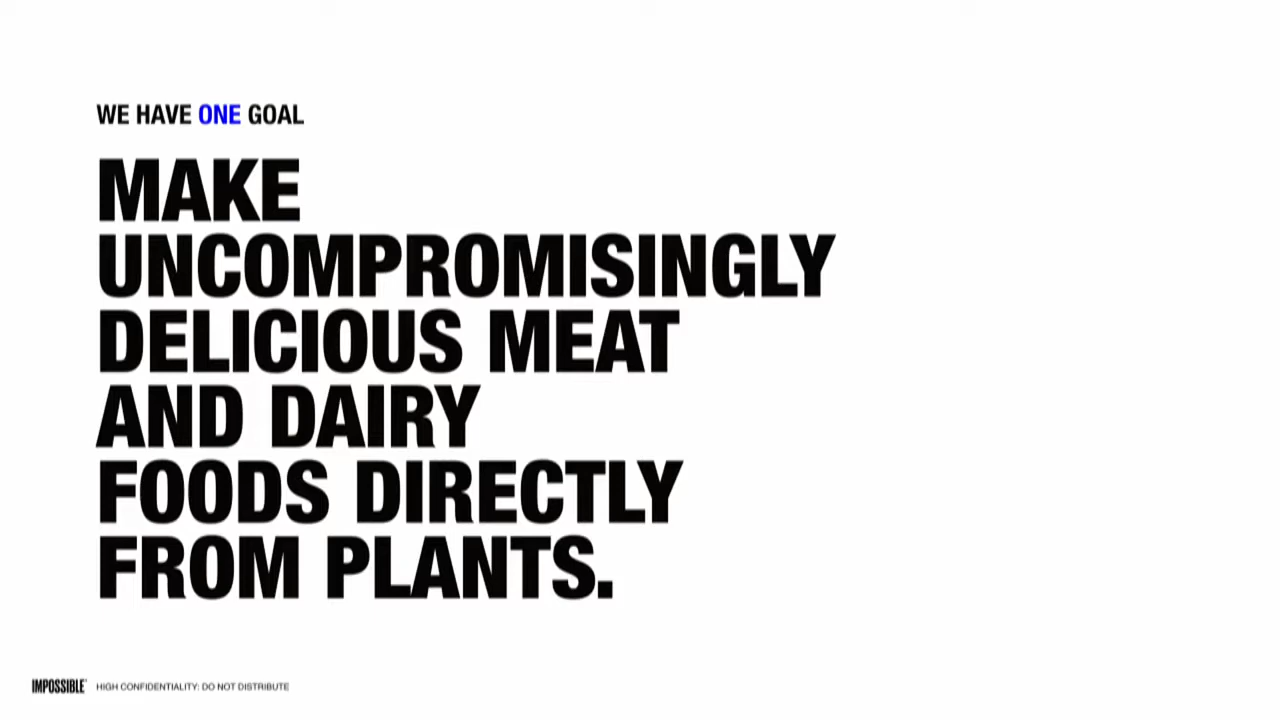 WE HAVE ONE GOAL
MAKE
UNCOMPROMISINGLY
DELICIOUS MEAT
AND DAIRY
FOODS DIRECTLY
FROM PLANTS.
IMPOSSIBLE™ HIGH CONFIDENTIALITY: DO NOT DISTRIBUTE